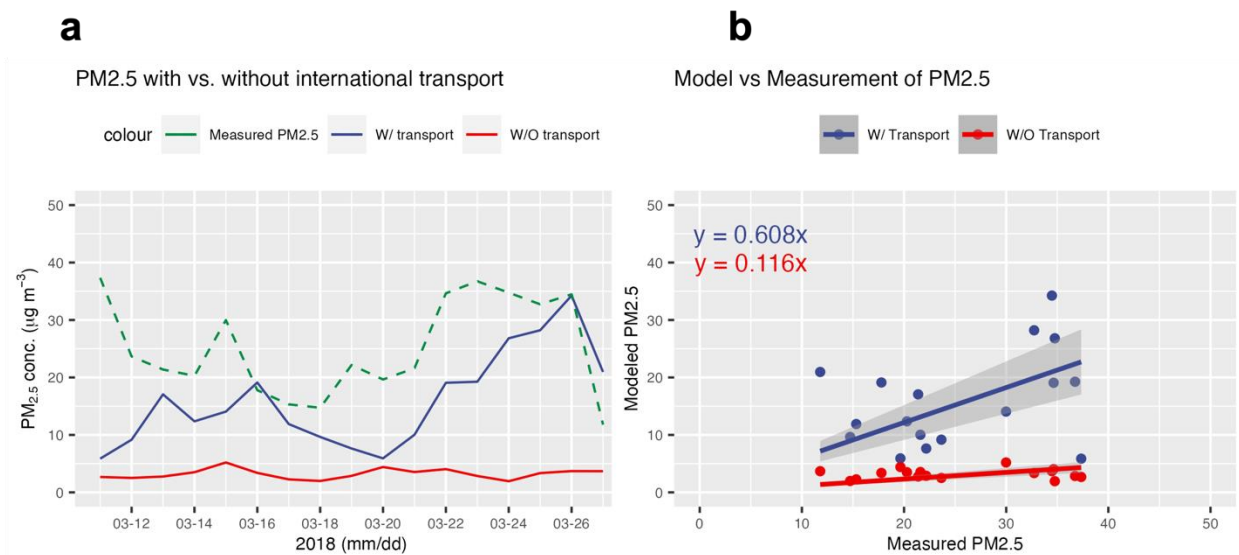 a
PM2.5 with vs. without international transport
colour Measured PM2.5 W/ transport W/O transport
50
40
30
20
10
0
PM2.5 conc. (µg m−3)
03-12 03-14 03-16 03-18 03-20 03-22 03-24 03-26
2018 (mm/dd)
b
Model vs Measurement of PM2.5
W/ Transport W/O Transport
y = 0.608x
y = 0.116x
50
40
30
20
10
0
Modeled PM2.5
0 10 20 30 40 50
Measured PM2.5